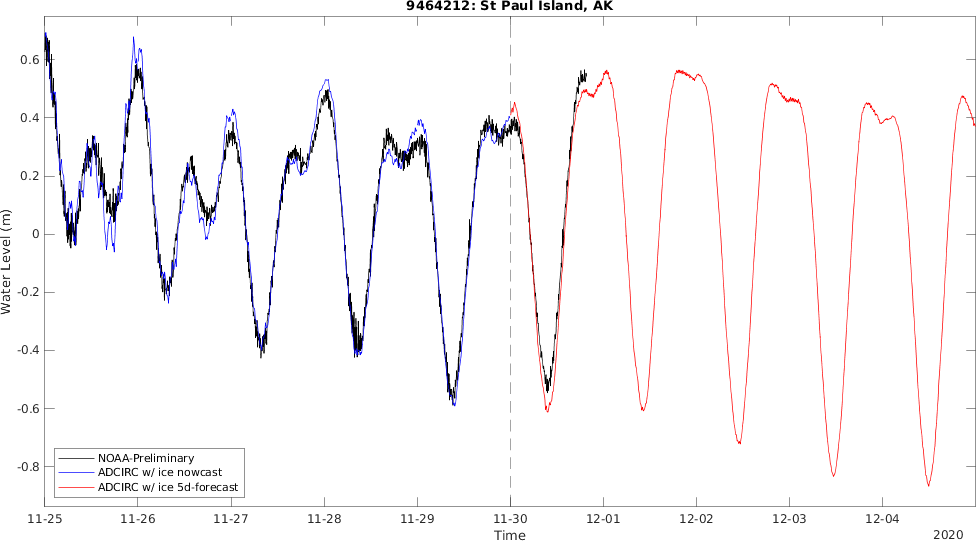 9464212: St Paul Island, AK
0.6
0.4
0.2
0
-0.2
-0.4
-0.6
-0.8
Water Level (m)
NOAA-Preliminary
ADCIRC w/ ice nowcast
ADCIRC w/ ice 5d-forecast
11-25 11-26 11-27 11-28 11-29 11-30 12-01 12-02 12-03 12-04
Time
2020